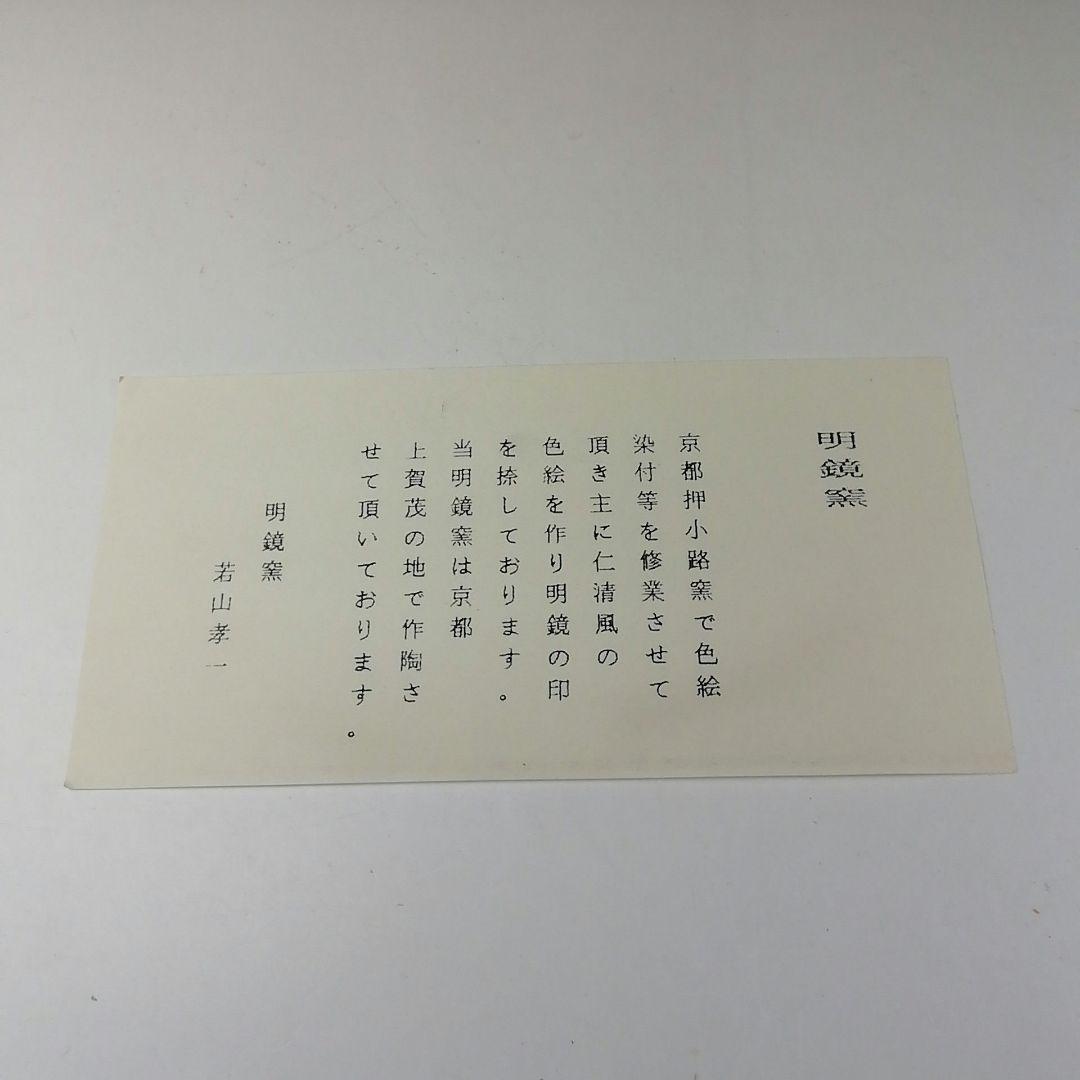 明鏡窯
京都押小路窯で色絵
染付等を修業させて
頂き主に仁清風の
色絵を作り明鏡の印
を捺しております。
当明鏡窯は京都
上賀茂の地で作陶さ
せて頂いております。
明鏡窯
若山孝一